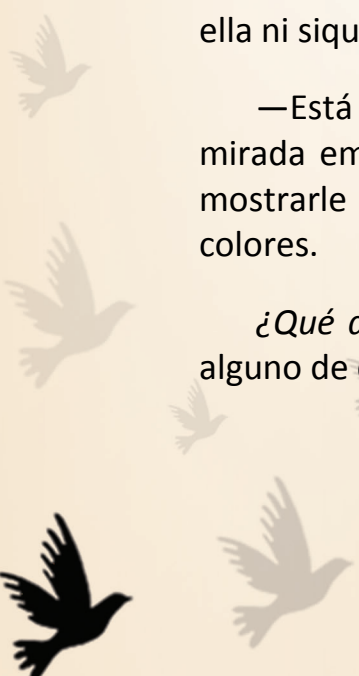 ella ni siqu
—Está
mirada em
mostrarle
colores.
¿Qué
alguno de